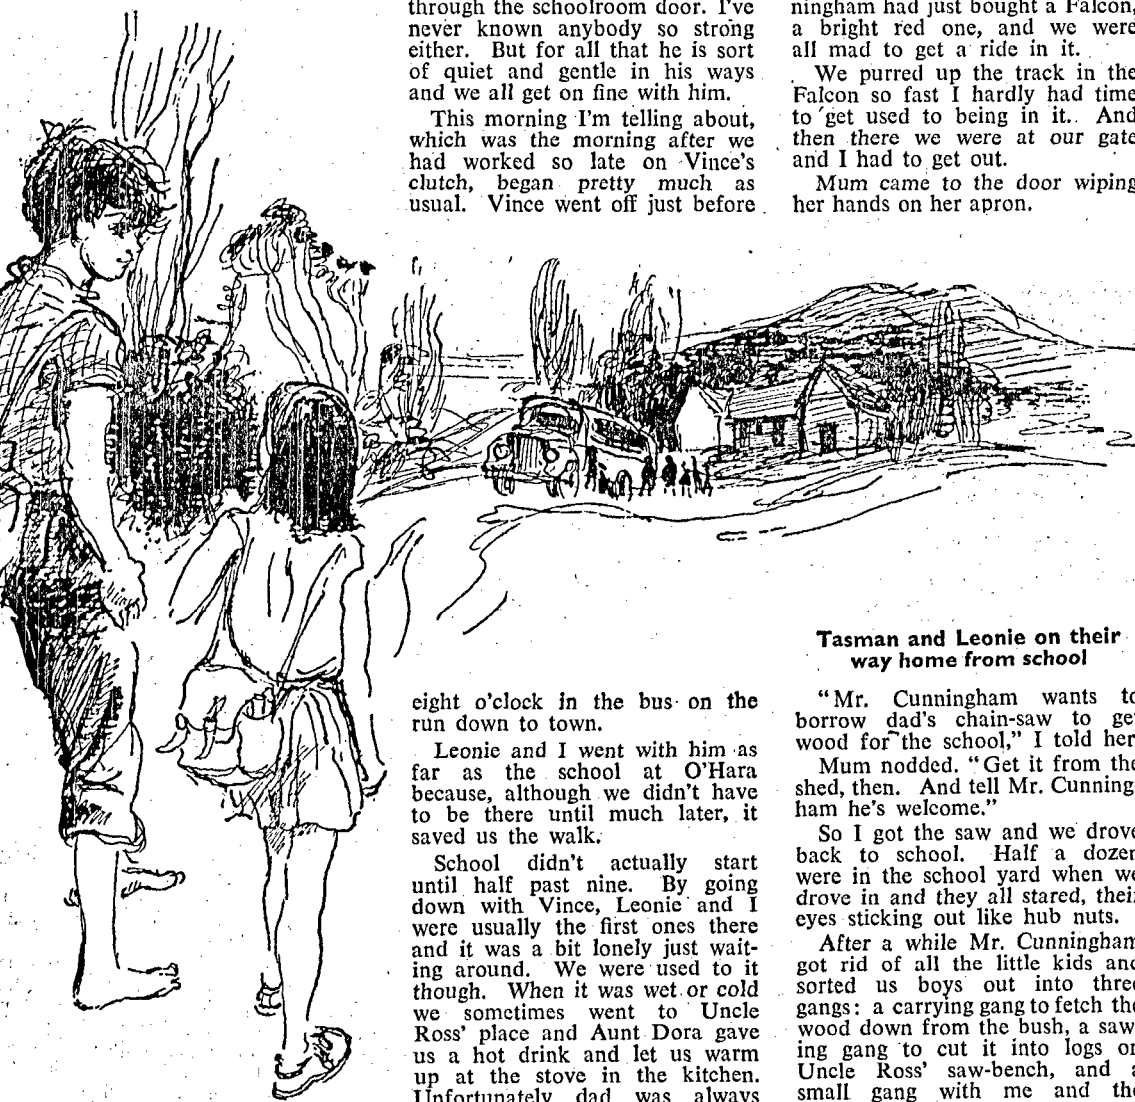 through the schoolroom door. I've
never known anybody so strong
either. But for all that he is sort
of quiet and gentle in his ways
and we all get on fine with him.
This morning I'm telling about,
which was the morning after we
had worked so late on Vince's
clutch, began pretty much as
usual. Vince went off just before
eight o'clock in the bus on the
run down to town.
Leonie and I went with him as
far as the school at O'Hara
because, although we didn't have
to be there until much later, it
saved us the walk.
School didn't actually start
until half past nine. By going
down with Vince, Leonie and I
were usually the first ones there
and it was a bit lonely just wait-
ing around. We were used to it
though. When it was wet or cold
we sometimes went to Uncle
Ross' place and Aunt Dora gave
us a hot drink and let us warm
up at the stove in the kitchen.
Unfortunately dad was always
ningham had just bought a Falcon,
a bright red one, and we were
all mad to get a ride in it.
We purred up the track in the
Falcon so fast I hardly had time
to get used to being in it. And
then there we were at our gate
and I had to get out.
Mum came to the door wiping
her hands on her apron.
Tasman and Leonie on their
way home from school
"Mr. Cunningham wants to
borrow dad's chain-saw to ge
wood for the school," I told her
Mum nodded. "Get it from the
shed, then. And tell Mr. Cunning
ham he's welcome."
So I got the saw and we drove
back to school. Half a dozen
were in the school yard when we
drove in and they all stared, their
eyes sticking out like hub nuts.
After a while Mr. Cunningham
got rid of all the little kids and
sorted us boys out into three
gangs: a carrying gang to fetch the
wood down from the bush, a saw
ing gang to cut it into logs on
Uncle Ross' saw-bench, and a
small gang with me and the